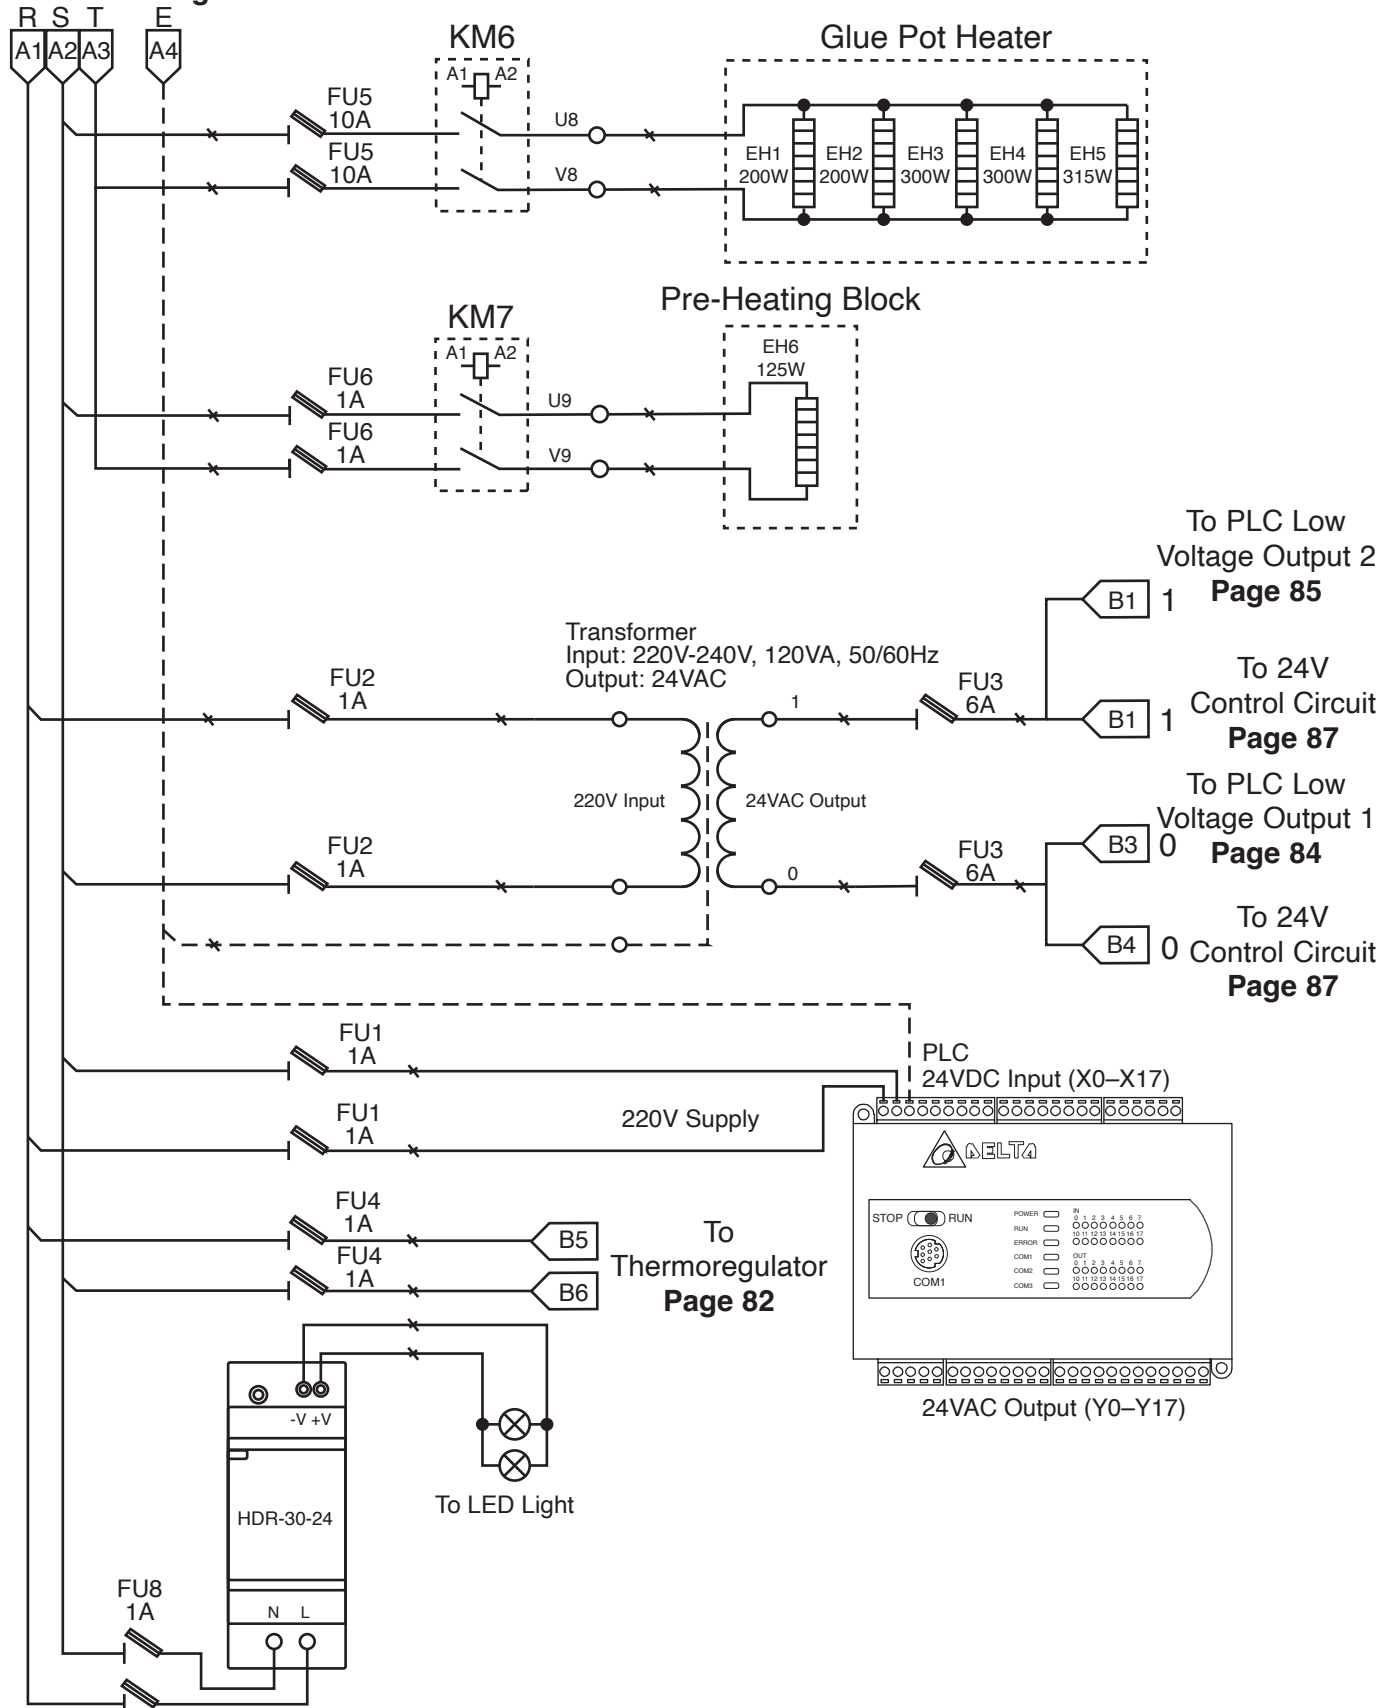 R S T E
A1 A2 A3 A4
KM6
Glue Pot Heater
A1 A2
FU5
10A
U8
FU5
10A
V8
EH1
200W
EH2
200W
EH3
300W
EH4
300W
EH5
315W
KM7
Pre-Heating Block
A1 A2
EH6
125W
FU6
1A
U9
FU6
1A
V9
To PLC Low
Voltage Output 2
Page 85
B1 1
Transformer
Input: 220V-240V, 120VA, 50/60Hz
Output: 24VAC
FU2
1A
1
FU3
6A
To 24V
Control Circuit
Page 87
B1 1
220V Input
24VAC Output
To PLC Low
Voltage Output 1
Page 84
B3 0
FU2
1A
0
FU3
6A
To 24V
Control Circuit
Page 87
B4 0
FU1
1A
PLC
24VDC Input (X0–X17)
FU1
1A
220V Supply
DELTA
STOP RUN
COM1
POWER
RUN
ERROR
COM1
COM2
COM3
IN
0 1 2 3 4 5 6 7
10 11 12 13 14 15 16 17
OUT
0 1 2 3 4 5 6 7
10 11 12 13 14 15 16 17
24VAC Output (Y0–Y17)
FU4
1A
B5
FU4
1A
B6
To
Thermoregulator
Page 82
-V +V
To LED Light
HDR-30-24
FU8
1A
N L